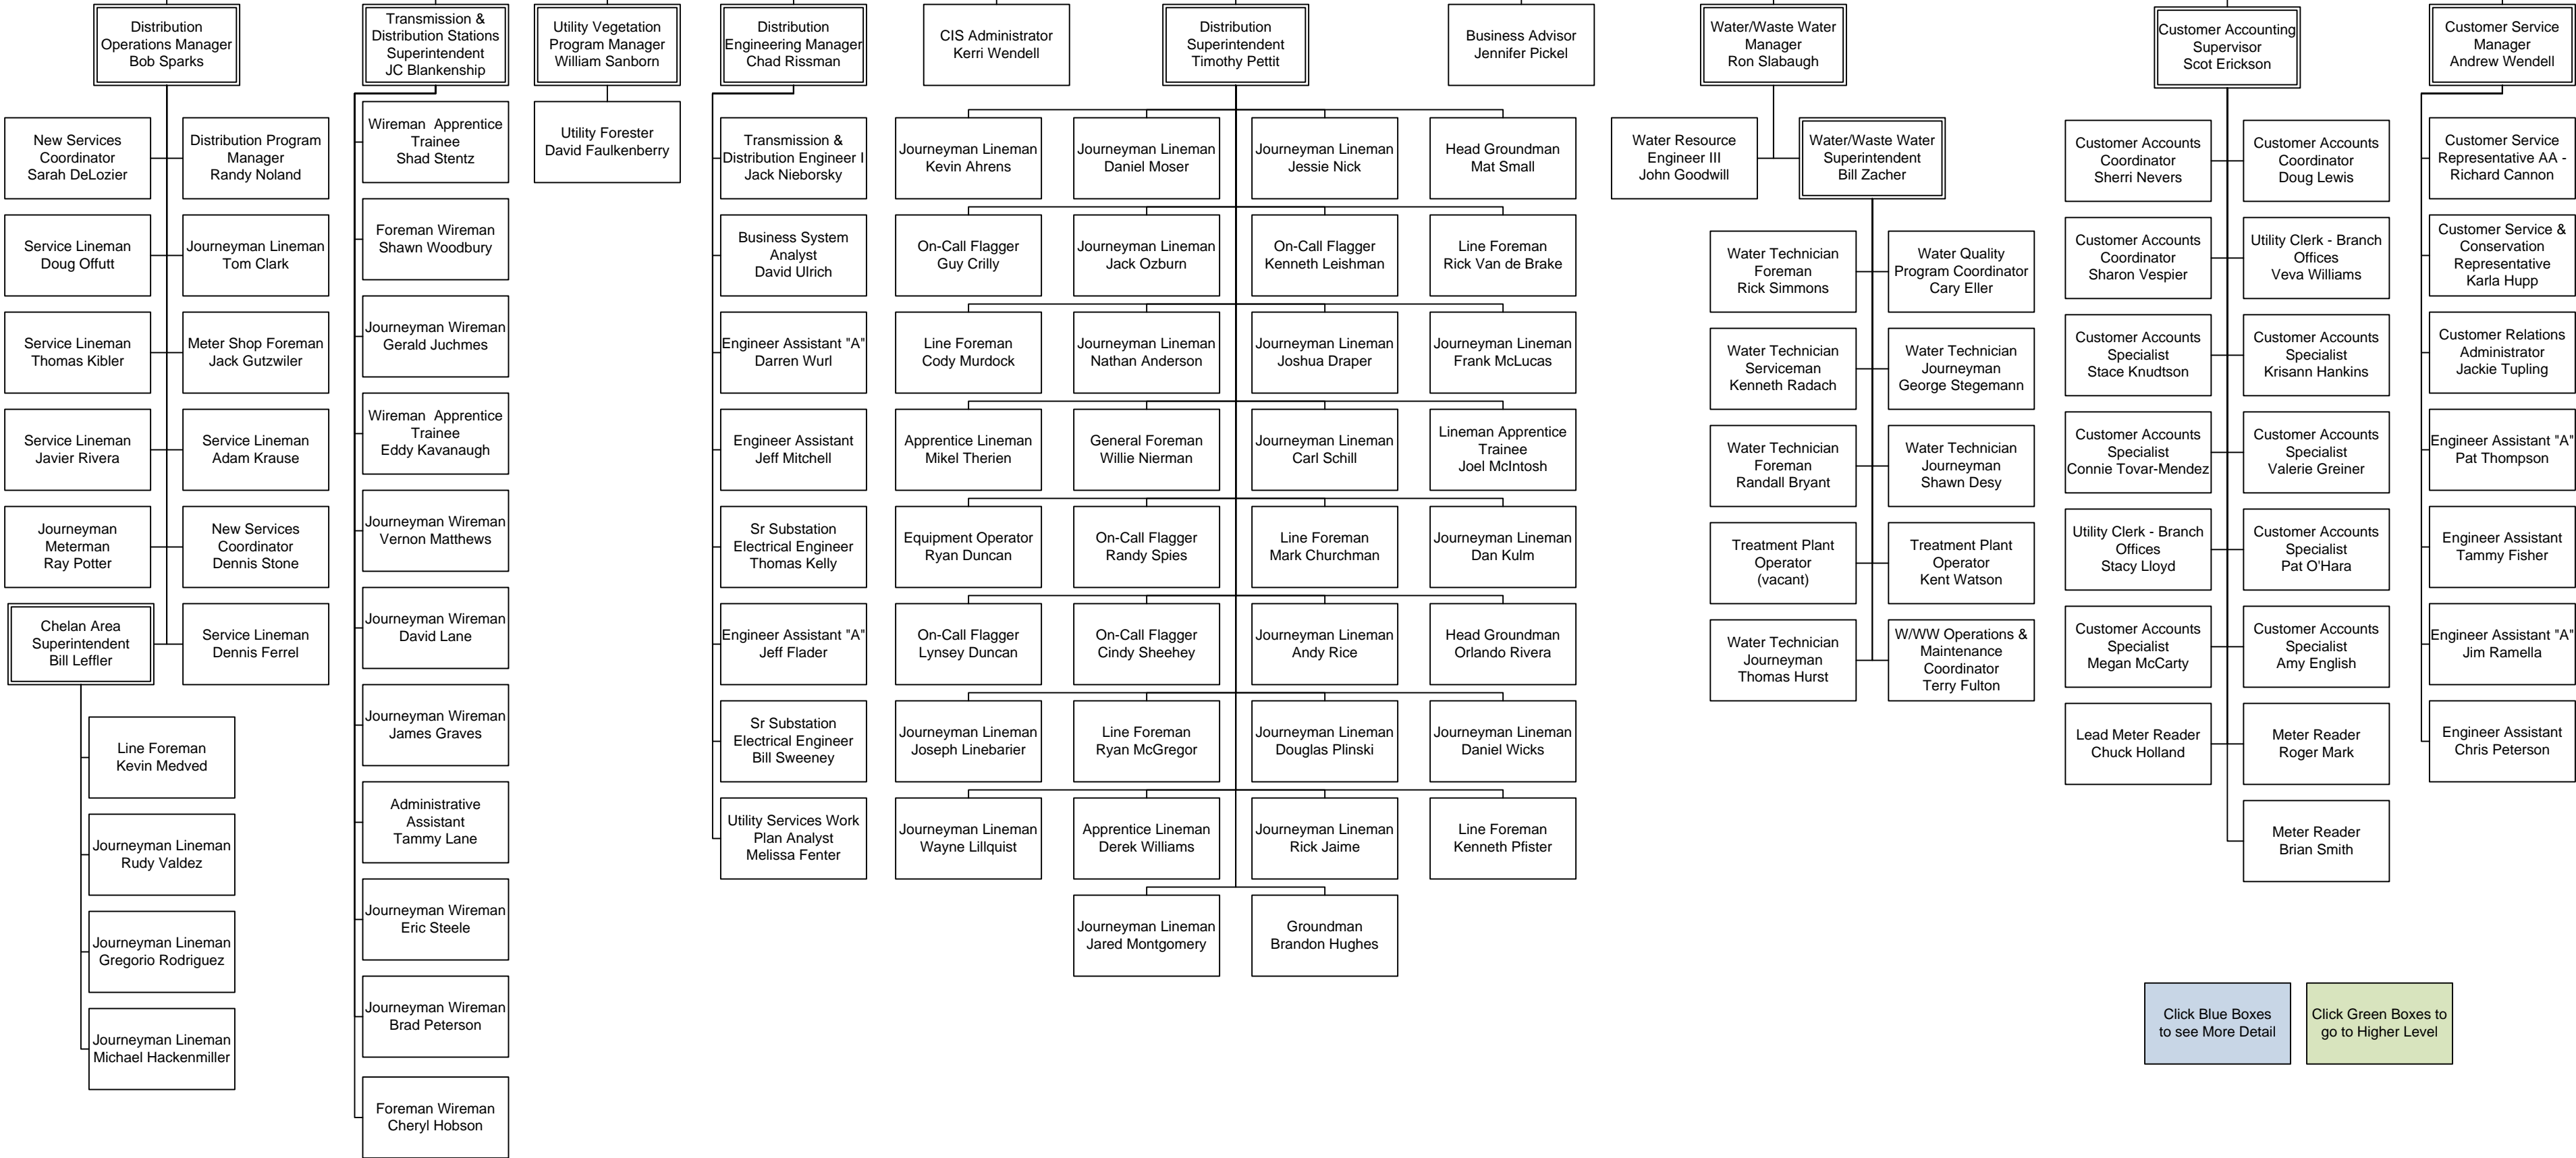 Distribution
Operations Manager
Bob Sparks
New Services
Coordinator
Sarah DeLozier
Distribution Program
Manager
Randy Noland
Service Lineman
Doug Offutt
Journeyman Lineman
Tom Clark
Service Lineman
Thomas Kibler
Meter Shop Foreman
Jack Gutzwiler
Service Lineman
Javier Rivera
Service Lineman
Adam Krause
Journeyman
Meterman
Ray Potter
New Services
Coordinator
Dennis Stone
Chelan Area
Superintendent
Bill Leffler
Service Lineman
Dennis Ferrel
Line Foreman
Kevin Medved
Journeyman Lineman
Rudy Valdez
Journeyman Lineman
Gregorio Rodriguez
Journeyman Lineman
Michael Hackenmiller
Transmission &
Distribution Stations
Superintendent
JC Blankenship
Wireman  Apprentice
Trainee
Shad Stentz
Foreman Wireman
Shawn Woodbury
Journeyman Wireman
Gerald Juchmes
Wireman  Apprentice
Trainee
Eddy Kavanaugh
Journeyman Wireman
Vernon Matthews
Journeyman Wireman
David Lane
Journeyman Wireman
James Graves
Administrative
Assistant
Tammy Lane
Journeyman Wireman
Eric Steele
Journeyman Wireman
Brad Peterson
Foreman Wireman
Cheryl Hobson
Utility Vegetation
Program Manager
William Sanborn
Utility Forester
David Faulkenberry
Distribution
Engineering Manager
Chad Rissman
Transmission &
Distribution Engineer I
Jack Nieborsky
Business System
Analyst
David Ulrich
Engineer Assistant "A"
Darren Wurl
Engineer Assistant
Jeff Mitchell
Sr Substation
Electrical Engineer
Thomas Kelly
Engineer Assistant "A"
Jeff Flader
Sr Substation
Electrical Engineer
Bill Sweeney
Utility Services Work
Plan Analyst
Melissa Fenter
CIS Administrator
Kerri Wendell
Distribution
Superintendent
Timothy Pettit
Business Advisor
Jennifer Pickel
Journeyman Lineman
Kevin Ahrens
Journeyman Lineman
Daniel Moser
Journeyman Lineman
Jessie Nick
Head Groundman
Mat Small
On-Call Flagger
Guy Crilly
Journeyman Lineman
Jack Ozburn
On-Call Flagger
Kenneth Leishman
Line Foreman
Rick Van de Brake
Line Foreman
Cody Murdock
Journeyman Lineman
Nathan Anderson
Journeyman Lineman
Joshua Draper
Journeyman Lineman
Frank McLucas
Apprentice Lineman
Mikel Therien
General Foreman
Willie Nierman
Journeyman Lineman
Carl Schill
Lineman Apprentice
Trainee
Joel McIntosh
Equipment Operator
Ryan Duncan
On-Call Flagger
Randy Spies
Line Foreman
Mark Churchman
Journeyman Lineman
Dan Kulm
On-Call Flagger
Lynsey Duncan
On-Call Flagger
Cindy Sheehey
Journeyman Lineman
Andy Rice
Head Groundman
Orlando Rivera
Journeyman Lineman
Joseph Linebarier
Line Foreman
Ryan McGregor
Journeyman Lineman
Douglas Plinski
Journeyman Lineman
Daniel Wicks
Journeyman Lineman
Wayne Lillquist
Apprentice Lineman
Derek Williams
Journeyman Lineman
Rick Jaime
Line Foreman
Kenneth Pfister
Journeyman Lineman
Jared Montgomery
Groundman
Brandon Hughes
Water/Waste Water
Manager
Ron Slabaugh
Water Resource
Engineer III
John Goodwill
Water/Waste Water
Superintendent
Bill Zacher
Water Technician
Foreman
Rick Simmons
Water Quality
Program Coordinator
Cary Eller
Water Technician
Serviceman
Kenneth Radach
Water Technician
Journeyman
George Stegemann
Water Technician
Foreman
Randall Bryant
Water Technician
Journeyman
Shawn Desy
Treatment Plant
Operator
(vacant)
Treatment Plant
Operator
Kent Watson
Water Technician
Journeyman
Thomas Hurst
W/WW Operations &
Maintenance
Coordinator
Terry Fulton
Customer Accounting
Supervisor
Scot Erickson
Customer Accounts
Coordinator
Sherri Nevers
Customer Accounts
Coordinator
Doug Lewis
Customer Accounts
Coordinator
Sharon Vespier
Utility Clerk - Branch
Offices
Veva Williams
Customer Accounts
Specialist
Stace Knudtson
Customer Accounts
Specialist
Krisann Hankins
Customer Accounts
Specialist
Connie Tovar-Mendez
Customer Accounts
Specialist
Valerie Greiner
Utility Clerk - Branch
Offices
Stacy Lloyd
Customer Accounts
Specialist
Pat O'Hara
Customer Accounts
Specialist
Megan McCarty
Customer Accounts
Specialist
Amy English
Lead Meter Reader
Chuck Holland
Meter Reader
Roger Mark
Meter Reader
Brian Smith
Customer Service
Manager
Andrew Wendell
Customer Service
Representative AA -
Richard Cannon
Customer Service &
Conservation
Representative
Karla Hupp
Customer Relations
Administrator
Jackie Tupling
Engineer Assistant "A"
Pat Thompson
Engineer Assistant
Tammy Fisher
Engineer Assistant "A"
Jim Ramella
Engineer Assistant
Chris Peterson
Click Blue Boxes
to see More Detail
Click Green Boxes to
go to Higher Level